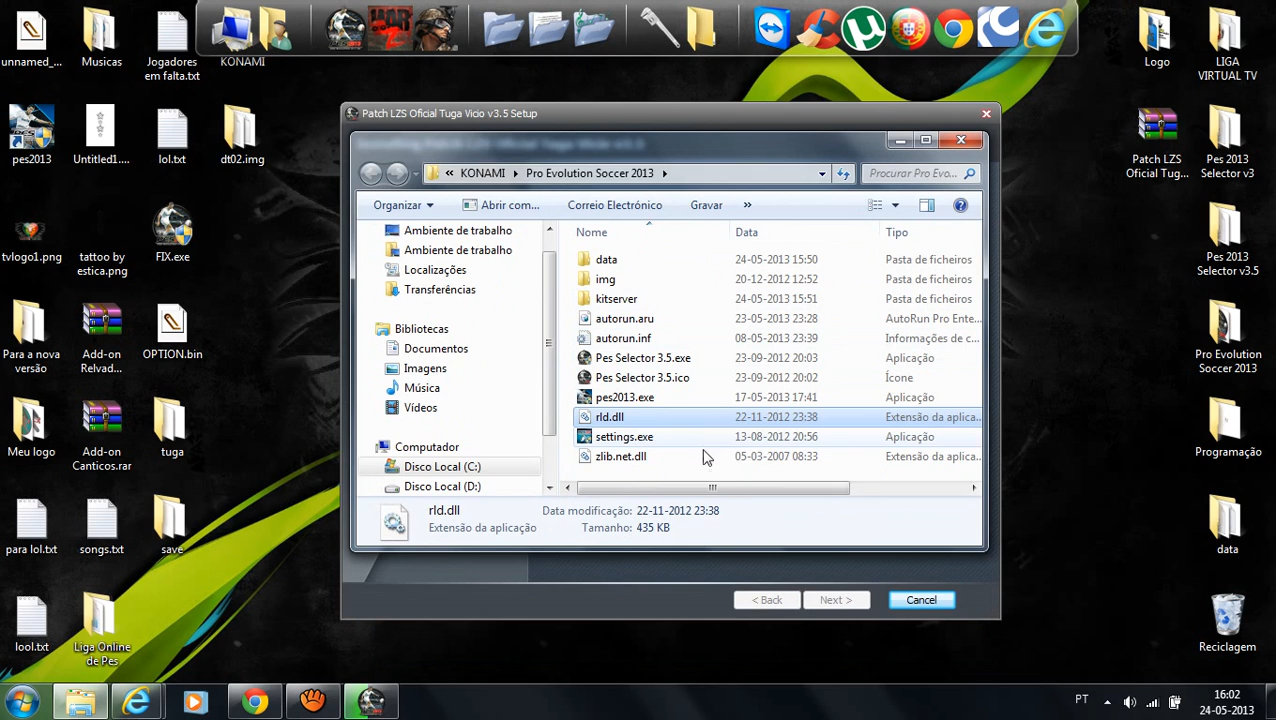 unnamed_...
Musicas
Jogadores
em falta.txt
KONAMI
Logo
LIGA
VIRTUAL TV
pes2013
Untitled1....
lol.txt
dt02.img
Patch LZS
Oficial Tug...
Pes 2013
Selector v3
tvlogo1.png
tattoo by
estica.png
FIX.exe
Pes 2013
Selector v3.5
Para a nova
versão
Add-on
Relvad...
OPTION.bin
Pro Evolution
Soccer 2013
Meu logo
Add-on
Canticos.rar
tuga
Programação
para lol.txt
songs.txt
save
data
lool.txt
Liga Online
de Pes
Reciclagem
Patch LZS Oficial Tuga Vicio v3.5 Setup
KONAMI
Pro Evolution Soccer 2013
Procurar Pro Evo...
Organizar
Abrir com...
Correio Electrónico
Gravar
»
Ambiente de trabalho
Ambiente de trabalho
Localizações
Transferências
Bibliotecas
Documentos
Imagens
Música
Vídeos
Computador
Disco Local (C:)
Disco Local (D:)
Nome Data Tipo
data 24-05-2013 15:50 Pasta de ficheiros
img 20-12-2012 12:52 Pasta de ficheiros
kitserver 24-05-2013 15:51 Pasta de ficheiros
autorun.aru 23-05-2013 23:28 AutoRun Pro Ente...
autorun.inf 08-05-2013 23:39 Informações de c...
Pes Selector 3.5.exe 23-09-2012 20:03 Aplicação
Pes Selector 3.5.ico 23-09-2012 20:02 Ícone
pes2013.exe 17-05-2013 17:41 Aplicação
rld.dll 22-11-2012 23:38 Extensão da aplica...
settings.exe 13-08-2012 20:56 Aplicação
zlib.net.dll 05-03-2007 08:33 Extensão da aplica...
rld.dll Data modificação: 22-11-2012 23:38
Extensão da aplicação Tamanho: 435 KB
< Back
Next >
Cancel
PT
16:02
24-05-2013